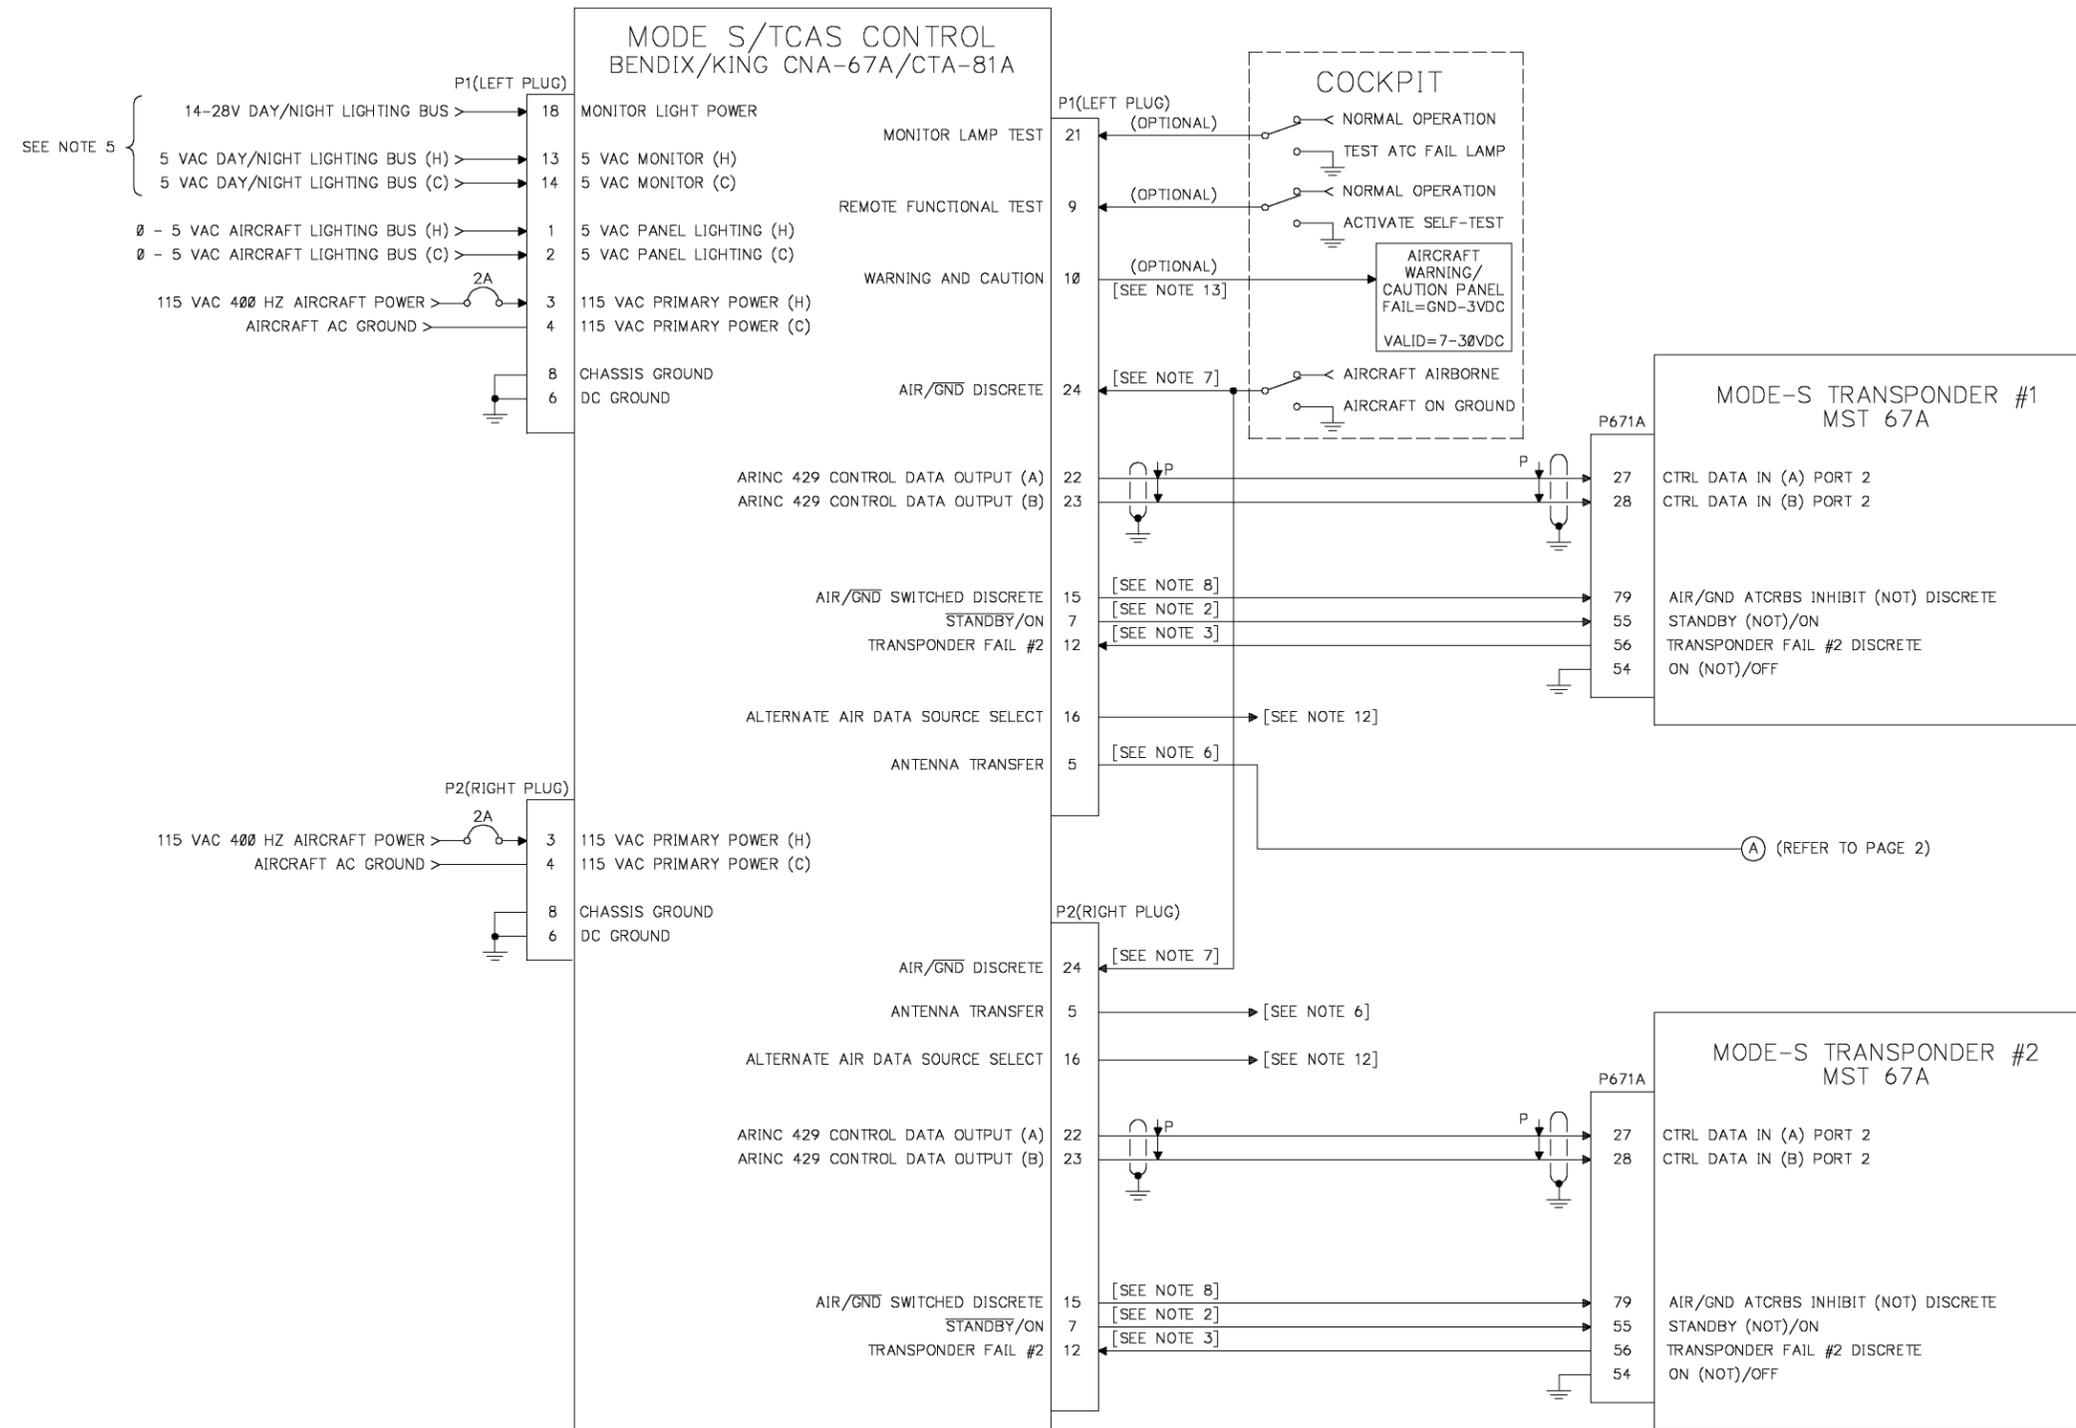 MODE S/TCAS CONTROL
BENDIX/KING CNA-67A/CTA-81A
P1(LEFT PLUG)
SEE NOTE 5
14-28V DAY/NIGHT LIGHTING BUS 18 MONITOR LIGHT POWER
5 VAC DAY/NIGHT LIGHTING BUS (H) 13 5 VAC MONITOR (H)
5 VAC DAY/NIGHT LIGHTING BUS (C) 14 5 VAC MONITOR (C)
Ø - 5 VAC AIRCRAFT LIGHTING BUS (H) 1 5 VAC PANEL LIGHTING (H)
Ø - 5 VAC AIRCRAFT LIGHTING BUS (C) 2 5 VAC PANEL LIGHTING (C)
2A
115 VAC 4ØØ HZ AIRCRAFT POWER 3 115 VAC PRIMARY POWER (H)
AIRCRAFT AC GROUND 4 115 VAC PRIMARY POWER (C)
8 CHASSIS GROUND
6 DC GROUND
P1(LEFT PLUG)
MONITOR LAMP TEST 21 (OPTIONAL)
REMOTE FUNCTIONAL TEST 9 (OPTIONAL)
WARNING AND CAUTION 1Ø (OPTIONAL)
[SEE NOTE 13]
AIR/GND DISCRETE 24 [SEE NOTE 7]
COCKPIT
NORMAL OPERATION
TEST ATC FAIL LAMP
NORMAL OPERATION
ACTIVATE SELF-TEST
AIRCRAFT
WARNING/
CAUTION PANEL
FAIL=GND-3VDC
VALID=7-3ØVDC
AIRCRAFT AIRBORNE
AIRCRAFT ON GROUND
MODE-S TRANSPONDER #1
MST 67A
P671A
P P
ARINC 429 CONTROL DATA OUTPUT (A) 22 27 CTRL DATA IN (A) PORT 2
ARINC 429 CONTROL DATA OUTPUT (B) 23 28 CTRL DATA IN (B) PORT 2
AIR/GND SWITCHED DISCRETE 15 [SEE NOTE 8] 79 AIR/GND ATCRBS INHIBIT (NOT) DISCRETE
STANDBY/ON 7 [SEE NOTE 2] 55 STANDBY (NOT)/ON
TRANSPONDER FAIL #2 12 [SEE NOTE 3] 56 TRANSPONDER FAIL #2 DISCRETE
54 ON (NOT)/OFF
ALTERNATE AIR DATA SOURCE SELECT 16 [SEE NOTE 12]
ANTENNA TRANSFER 5 [SEE NOTE 6]
A (REFER TO PAGE 2)
P2(RIGHT PLUG)
2A
115 VAC 4ØØ HZ AIRCRAFT POWER 3 115 VAC PRIMARY POWER (H)
AIRCRAFT AC GROUND 4 115 VAC PRIMARY POWER (C)
8 CHASSIS GROUND
6 DC GROUND
P2(RIGHT PLUG)
AIR/GND DISCRETE 24 [SEE NOTE 7]
ANTENNA TRANSFER 5 [SEE NOTE 6]
ALTERNATE AIR DATA SOURCE SELECT 16 [SEE NOTE 12]
MODE-S TRANSPONDER #2
MST 67A
P671A
P P
ARINC 429 CONTROL DATA OUTPUT (A) 22 27 CTRL DATA IN (A) PORT 2
ARINC 429 CONTROL DATA OUTPUT (B) 23 28 CTRL DATA IN (B) PORT 2
AIR/GND SWITCHED DISCRETE 15 [SEE NOTE 8] 79 AIR/GND ATCRBS INHIBIT (NOT) DISCRETE
STANDBY/ON 7 [SEE NOTE 2] 55 STANDBY (NOT)/ON
TRANSPONDER FAIL #2 12 [SEE NOTE 3] 56 TRANSPONDER FAIL #2 DISCRETE
54 ON (NOT)/OFF